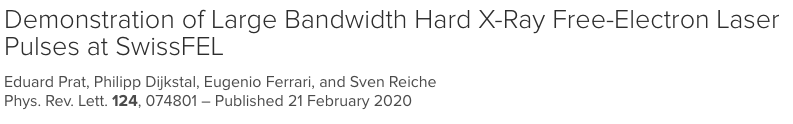 Demonstration of Large Bandwidth Hard X-Ray Free-Electron Laser
Pulses at SwissFEL
Eduard Prat, Philipp Dijkstal, Eugenio Ferrari, and Sven Reiche
Phys. Rev. Lett. 124, 074801 – Published 21 February 2020